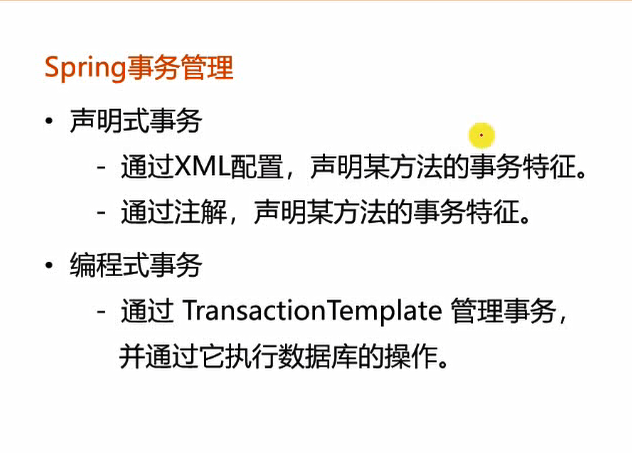 Spring事务管理
• 声明式事务
- 通过XML配置，声明某方法的事务特征。
- 通过注解，声明某方法的事务特征。
• 编程式事务
- 通过 TransactionTemplate 管理事务，
并通过它执行数据库的操作。